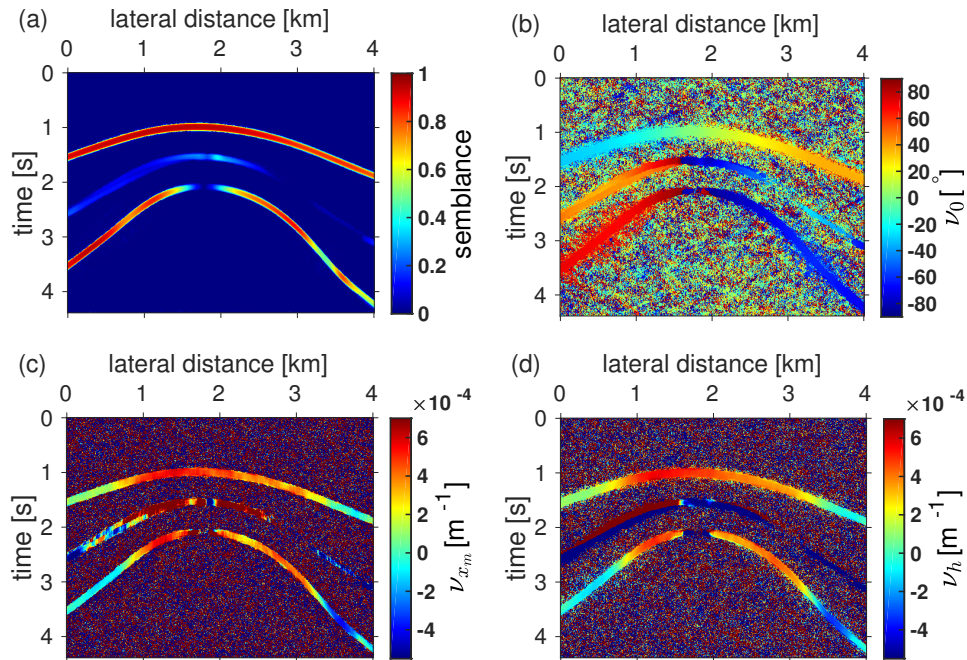 (a)
lateral distance [km]
0 1 2 3 4
time [s]
0
1
2
3
4
1
0.8
0.6
0.4
0.2
0
semblance
(b)
lateral distance [km]
0 1 2 3 4
time [s]
0
1
2
3
4
80
60
40
20
0
-20
-40
-60
-80
ν₀ [ °]
(c)
lateral distance [km]
0 1 2 3 4
time [s]
0
1
2
3
4
×10⁻⁴
6
4
2
0
-2
-4
ν_{x_m} [m⁻¹]
(d)
lateral distance [km]
0 1 2 3 4
time [s]
0
1
2
3
4
×10⁻⁴
6
4
2
0
-2
-4
ν_h [m⁻¹]